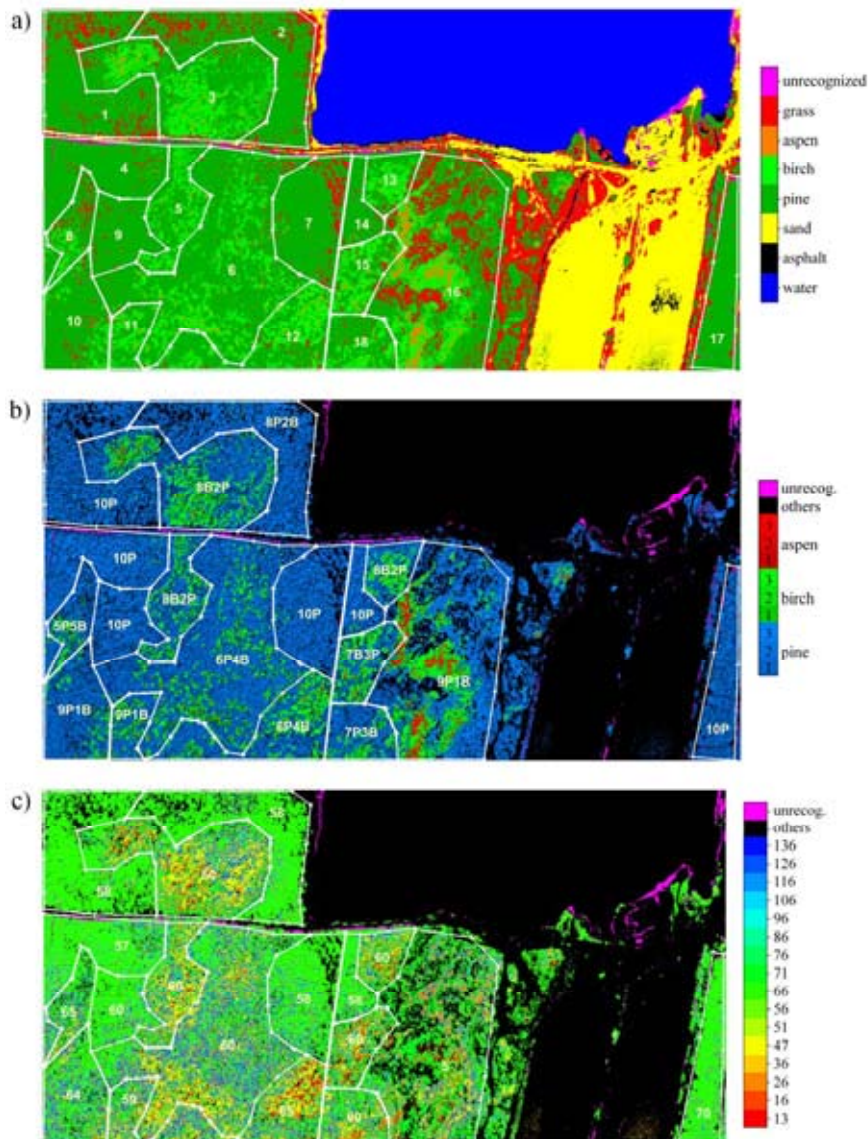 a)
2
3
1
4
5
6
7
8
9
10
11
12
13
14
15
16
17
18
unrecognized
grass
aspen
birch
pine
sand
asphalt
water
b)
8P2B
8B2P
10P
10P
8B2P
10P
10P
6B2P
10P
5P5B
7B3P
6P4B
9P1B
9P1B
9P1B
6P4B
7P3B
10P
unrecog.
others
aspen
birch
pine
c)
58
57
60
58
58
60
60
64
59
60
70
unrecog.
others
136
126
116
106
96
86
76
71
66
56
51
47
36
26
16
13